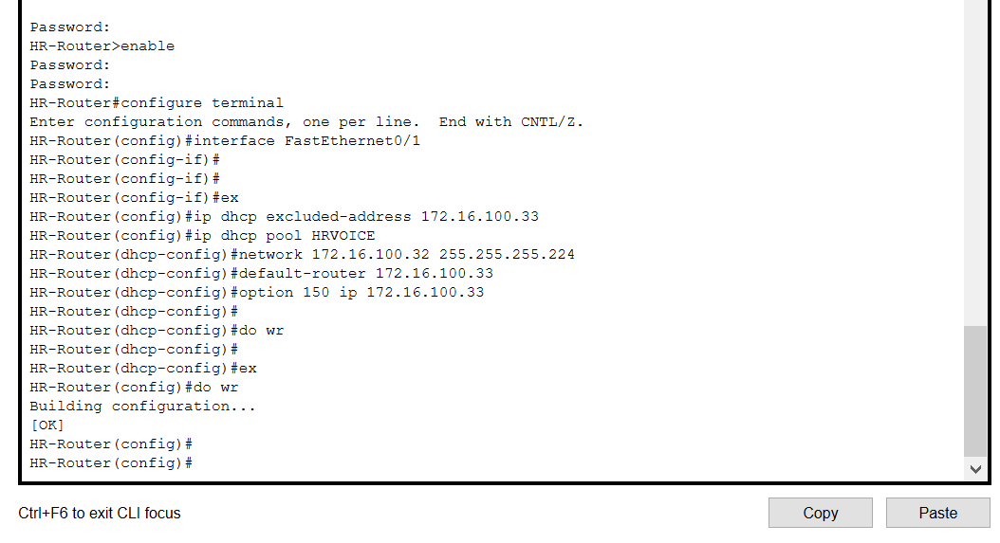 Password:
HR-Router>enable
Password:
Password:
HR-Router#configure terminal
Enter configuration commands, one per line.  End with CNTL/Z.
HR-Router(config)#interface FastEthernet0/1
HR-Router(config-if)#
HR-Router(config-if)#
HR-Router(config-if)#ex
HR-Router(config)#ip dhcp excluded-address 172.16.100.33
HR-Router(config)#ip dhcp pool HRVOICE
HR-Router(dhcp-config)#network 172.16.100.32 255.255.255.224
HR-Router(dhcp-config)#default-router 172.16.100.33
HR-Router(dhcp-config)#option 150 ip 172.16.100.33
HR-Router(dhcp-config)#
HR-Router(dhcp-config)#do wr
HR-Router(dhcp-config)#
HR-Router(dhcp-config)#ex
HR-Router(config)#do wr
Building configuration...
[OK]
HR-Router(config)#
HR-Router(config)#
Ctrl+F6 to exit CLI focus
Copy
Paste